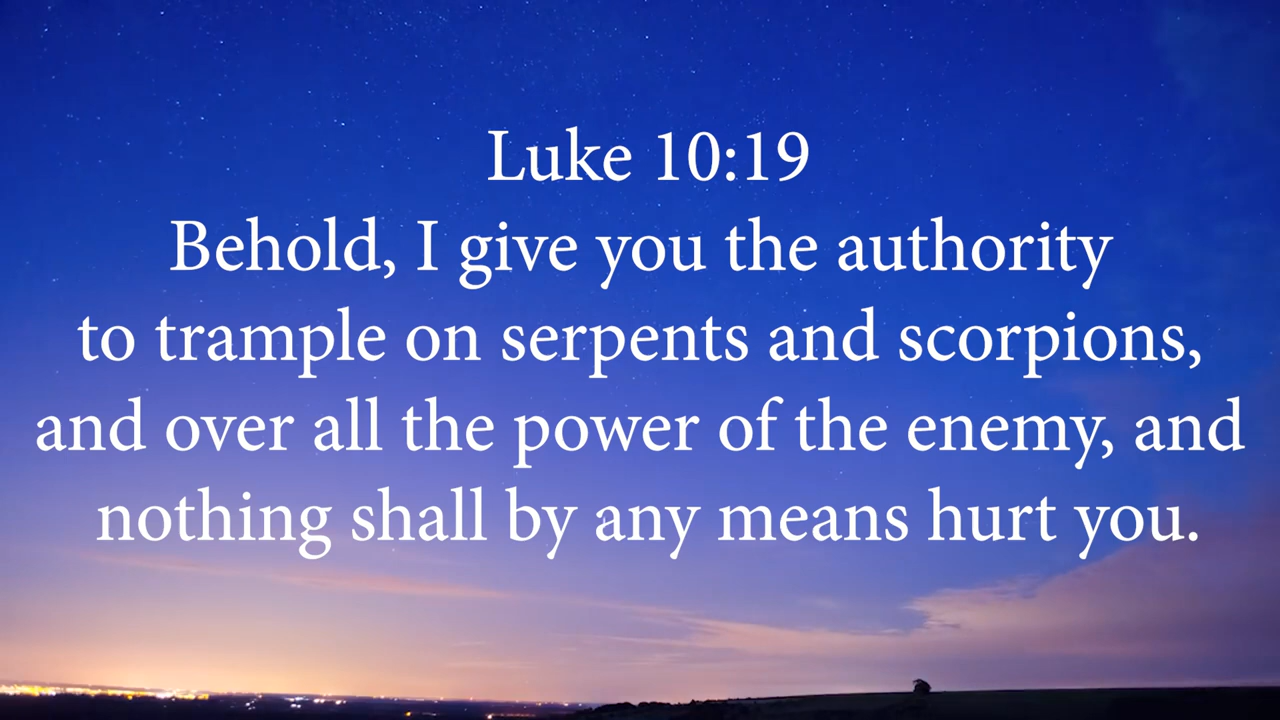 Luke 10:19
Behold, I give you the authority
to trample on serpents and scorpions,
and over all the power of the enemy, and
nothing shall by any means hurt you.